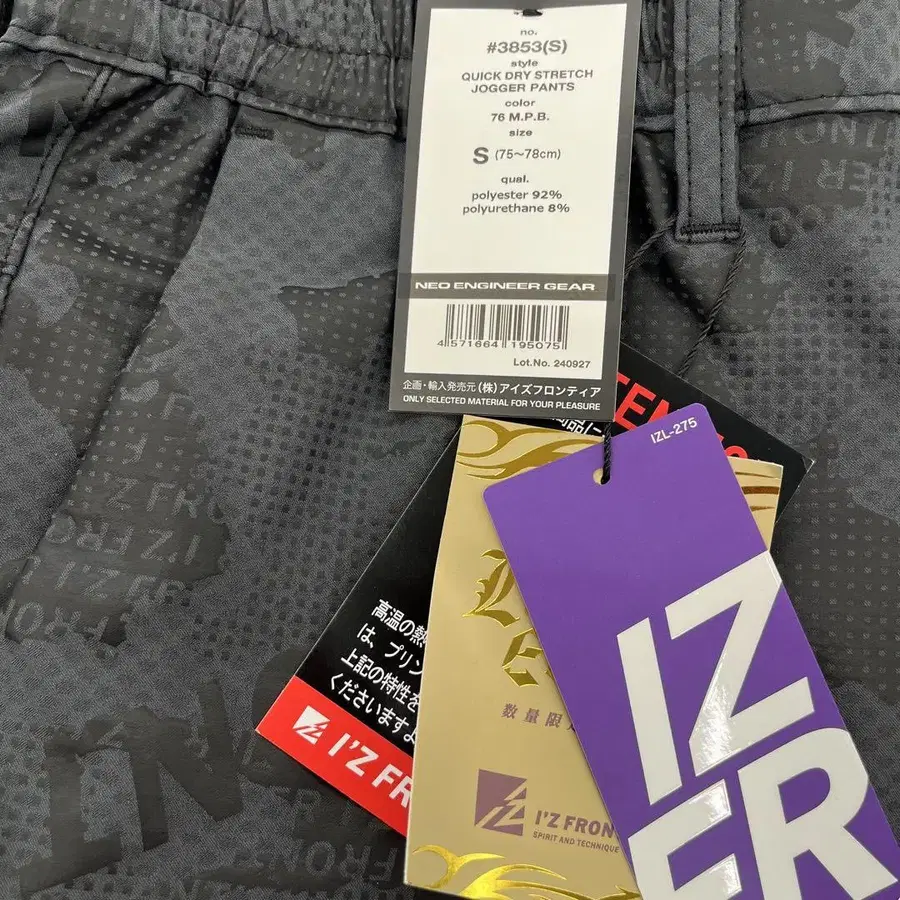 no.
#3853(S)
style
QUICK DRY STRETCH
JOGGER PANTS
color
76 M.P.B.
size
S (75～78cm)
qual.
polyester 92%
polyurethane 8%
NEO ENGINEER GEAR
4 571664 195075
Lot.No. 240927
企画・輸入発売元 (株)アイズフロンティア
ONLY SELECTED MATERIAL FOR YOUR PLEASURE
IZL-275
IZ
ER
高温の熱
は、プリン
上記の特性を
くださいますよ
I'Z FR
数量限
I'Z FRON
SPIRIT AND TECHNIQUE